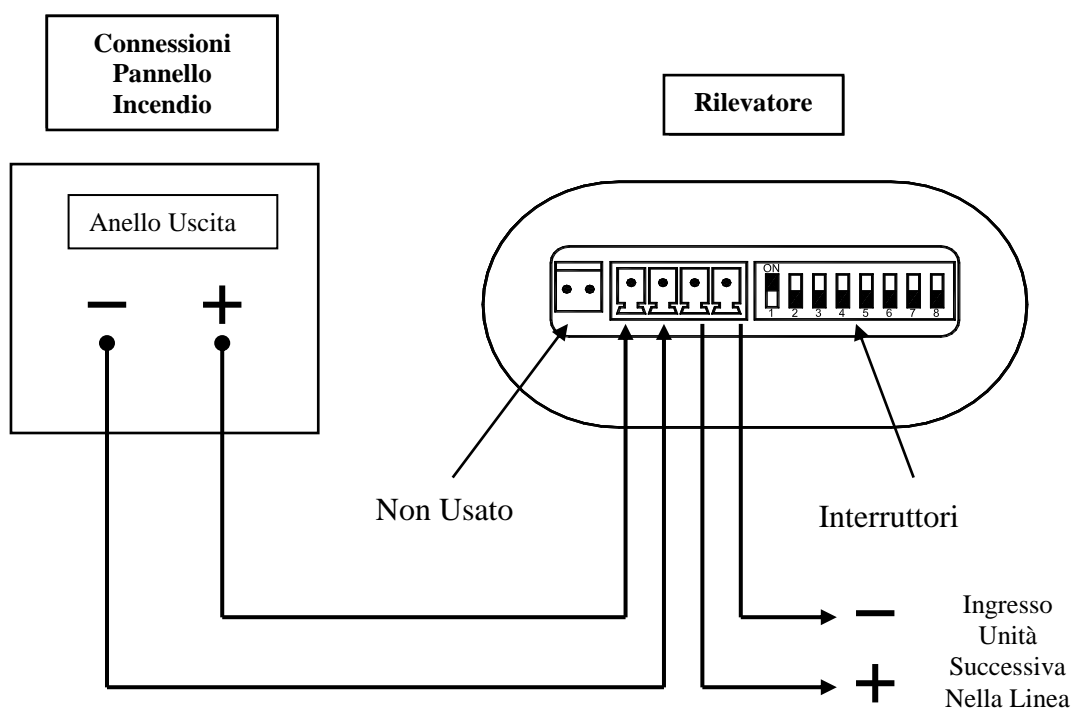 Connessioni
Pannello
Incendio
Rilevatore
Anello Uscita
− +
ON
1 2 3 4 5 6 7 8
Non Usato
Interruttori
−
+
Ingresso
Unità
Successiva
Nella Linea